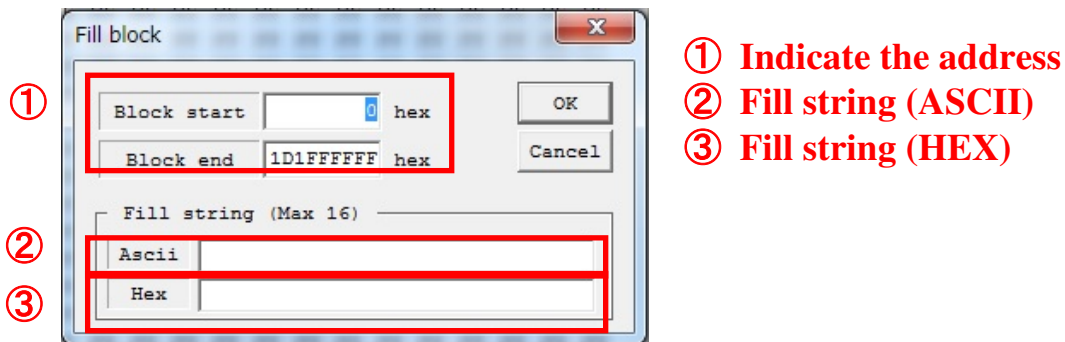 Fill block
① Block start 0 hex OK
Block end 1D1FFFFFF hex Cancel
Fill string (Max 16)
② Ascii
③ Hex
① Indicate the address
② Fill string (ASCII)
③ Fill string (HEX)